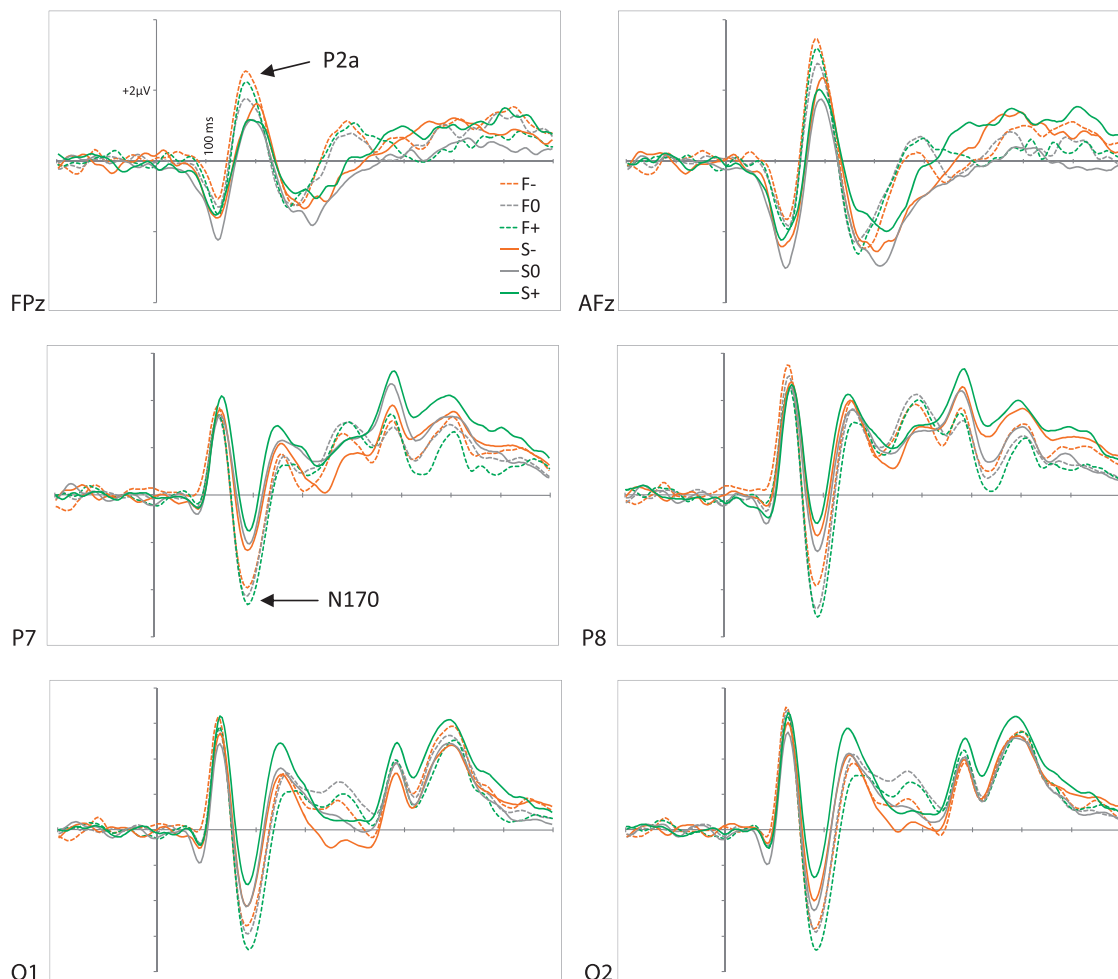 P2a
+2µV
100 ms
F-
F0
F+
S-
S0
S+
FPz
AFz
N170
P7
P8
O1
O2